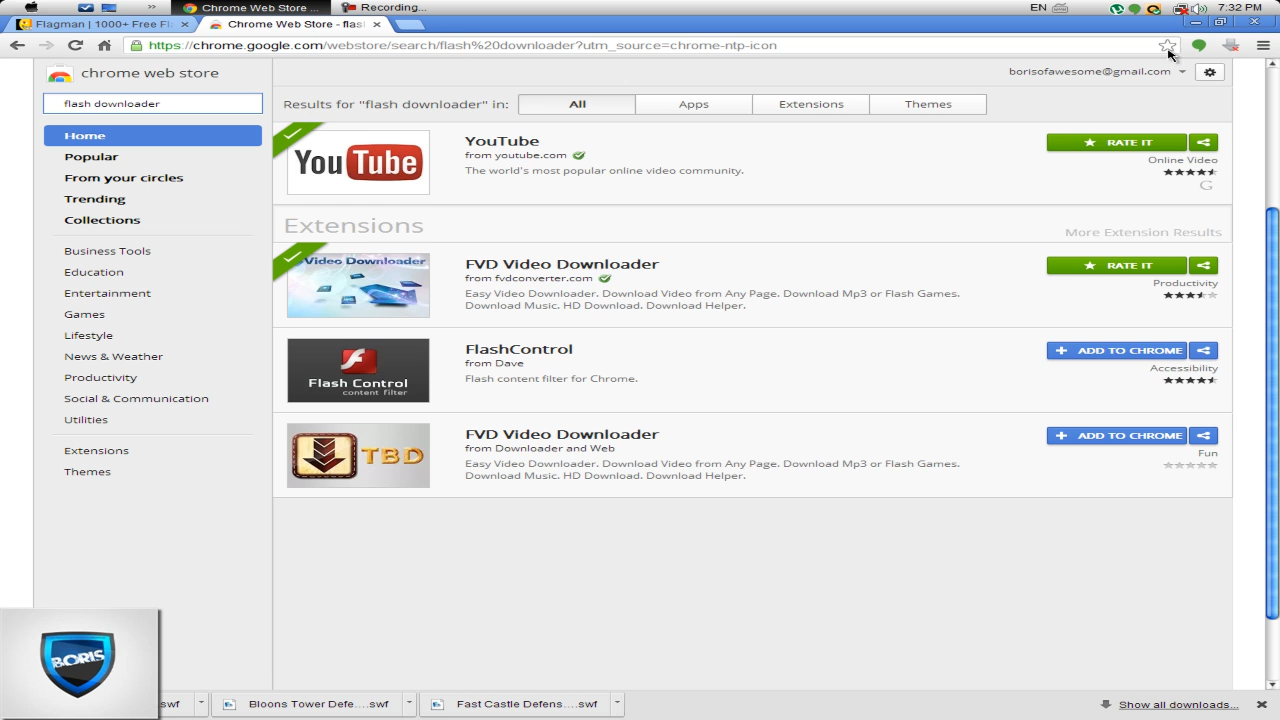 Chrome Web Store ...
Recording...
EN
7:32 PM
Flagman | 1000+ Free Fl
Chrome Web Store - flas
https://chrome.google.com/webstore/search/flash%20downloader?utm_source=chrome-ntp-icon
chrome web store
borisofawesome@gmail.com
flash downloader
Results for "flash downloader" in:
All
Apps
Extensions
Themes
Home
Popular
From your circles
Trending
Collections
Business Tools
Education
Entertainment
Games
Lifestyle
News & Weather
Productivity
Social & Communication
Utilities
Extensions
Themes
YouTube
YouTube
from youtube.com
The world's most popular online video community.
RATE IT
Online Video
G
Extensions
More Extension Results
Video Downloader
FVD Video Downloader
from fvdconverter.com
Easy Video Downloader. Download Video from Any Page. Download Mp3 or Flash Games.
Download Music. HD Download. Download Helper.
RATE IT
Productivity
Flash Control
content filter
FlashControl
from Dave
Flash content filter for Chrome.
+ ADD TO CHROME
Accessibility
TBD
FVD Video Downloader
from Downloader and Web
Easy Video Downloader. Download Video from Any Page. Download Mp3 or Flash Games.
Download Music. HD Download. Download Helper.
+ ADD TO CHROME
Fun
BORIS
swf
Bloons Tower Defe....swf
Fast Castle Defens....swf
Show all downloads...